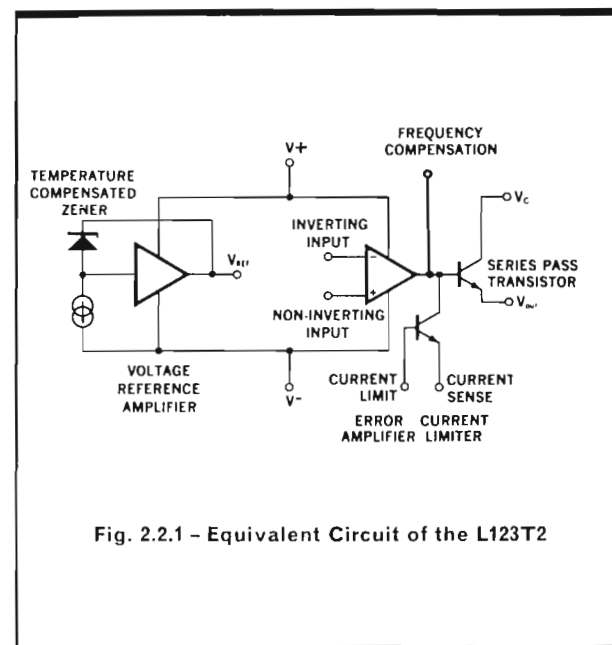 FREQUENCY
COMPENSATION
V+
TEMPERATURE
COMPENSATED
ZENER
VC
INVERTING
INPUT
VREF
-
SERIES PASS
TRANSISTOR
+
Vout
NON-INVERTING
INPUT
VOLTAGE
REFERENCE
AMPLIFIER
V-
CURRENT
LIMIT
CURRENT
SENSE
ERROR
AMPLIFIER
CURRENT
LIMITER
Fig. 2.2.1 – Equivalent Circuit of the L123T2